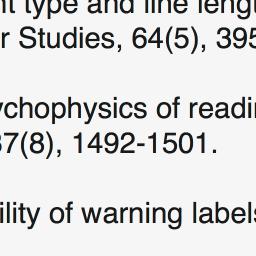 nt type and line leng
r Studies, 64(5), 395
ychophysics of readin
37(8), 1492-1501.
ility of warning labels